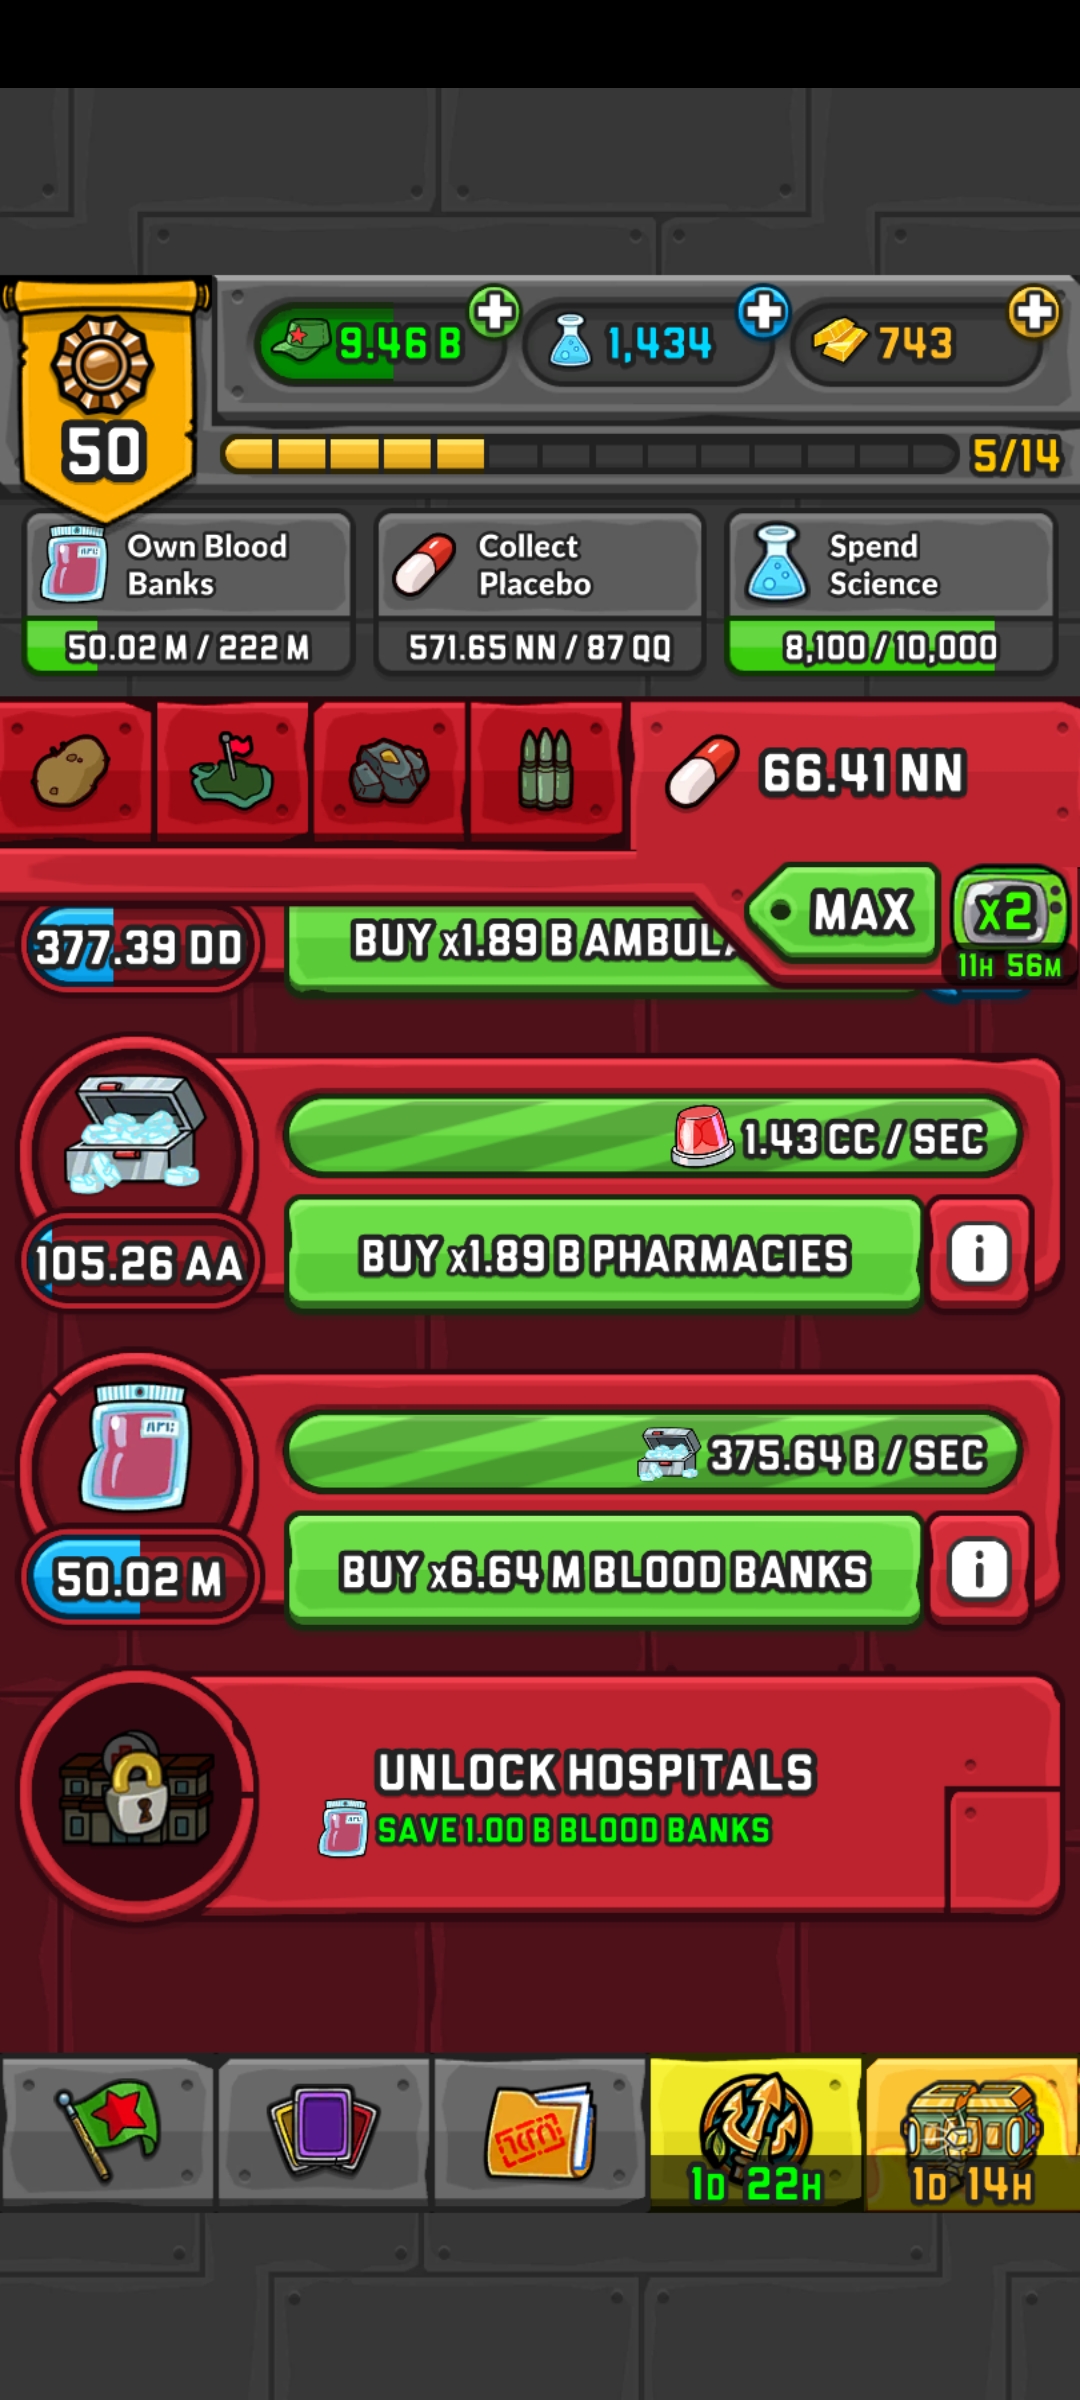 9.46 B
1,434
743
50
5/14
Own Blood
Banks
50.02 M / 222 M
Collect
Placebo
571.65 NN / 87 QQ
Spend
Science
8,100 / 10,000
66.41 NN
MAX
x2
11H 56M
377.39 DD
BUY x1.89 B AMBUL
1.43 CC / SEC
105.26 AA
BUY x1.89 B PHARMACIES
i
375.64 B / SEC
50.02 M
BUY x6.64 M BLOOD BANKS
i
UNLOCK HOSPITALS
SAVE 1.00 B BLOOD BANKS
1D 22H
1D 14H